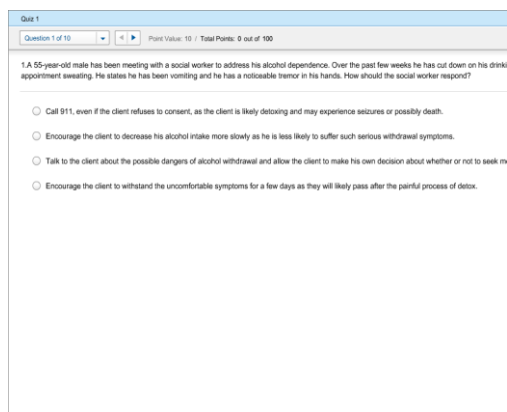 Quiz 1
Question 1 of 10 Point Value: 10 / Total Points: 0 out of 100
1.A 55-year-old male has been meeting with a social worker to address his alcohol dependence. Over the past few weeks he has cut down on his
appointment sweating. He states he has been vomiting and he has a noticeable tremor in his hands. How should the social worker respond?
Call 911, even if the client refuses to consent, as the client is likely detoxing and may experience seizures or possibly death.
Encourage the client to decrease his alcohol intake more slowly as he is less likely to suffer such serious withdrawal symptoms.
Talk to the client about the possible dangers of alcohol withdrawal and allow the client to make his own decision about whether or not to seek
Encourage the client to withstand the uncomfortable symptoms for a few days as they will likely pass after the painful process of detox.